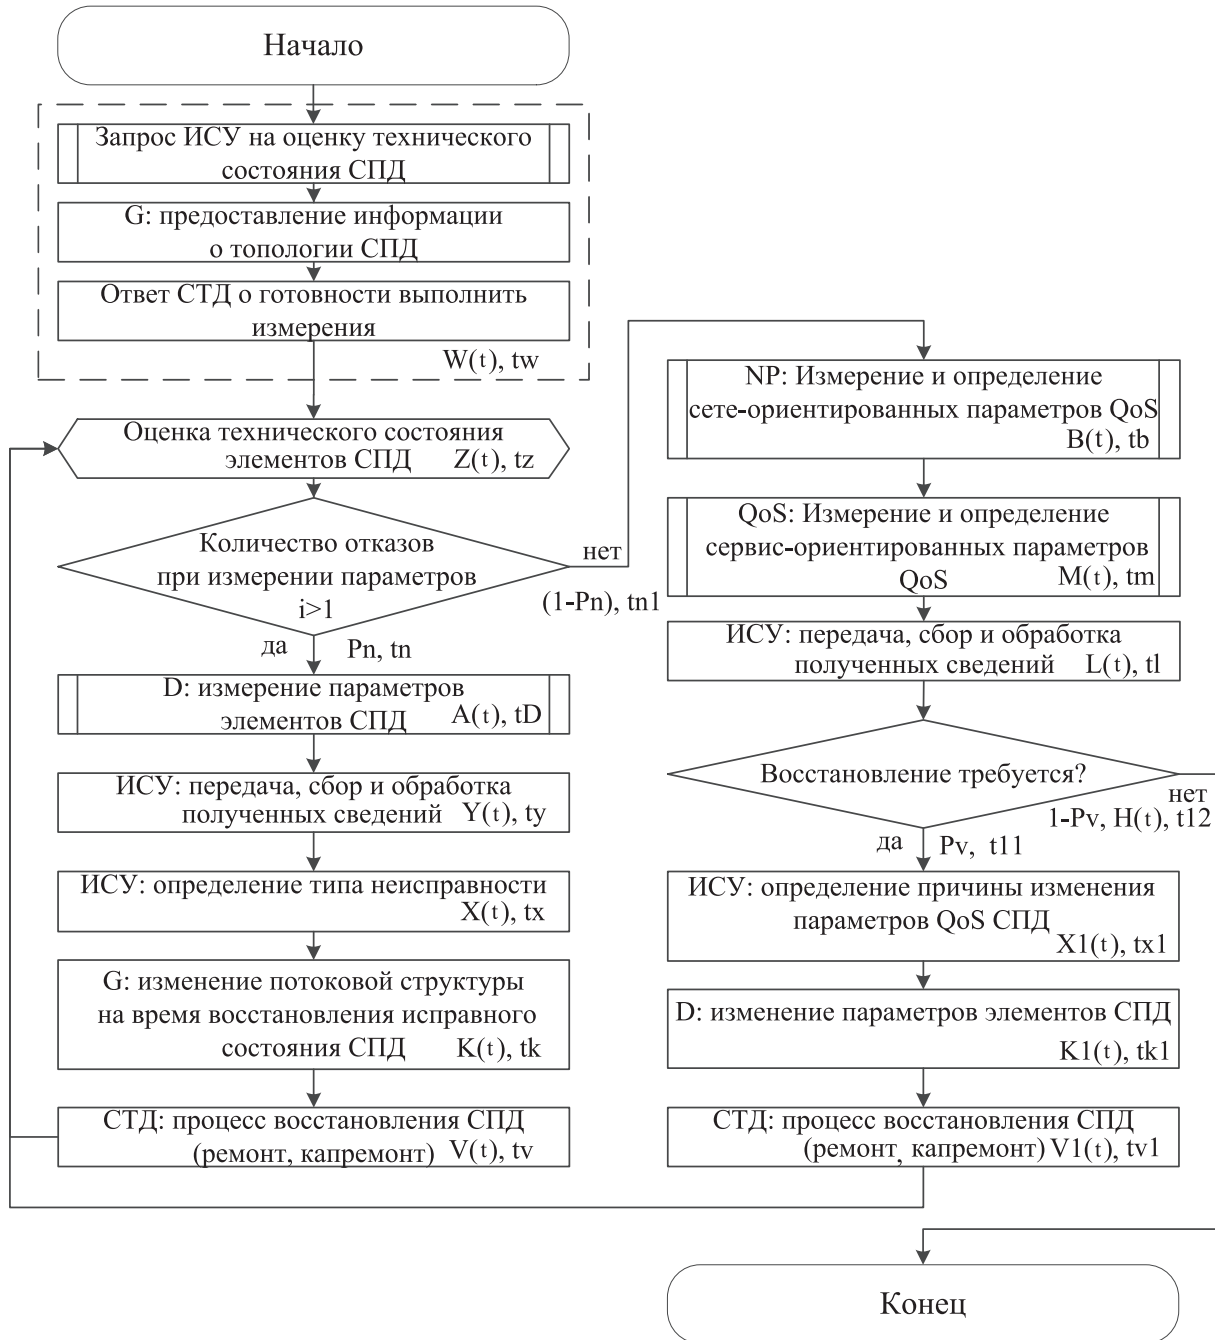 Начало
Запрос ИСУ на оценку технического
состояния СПД
G: предоставление информации
о топологии СПД
Ответ СТД о готовности выполнить
измерения
W(t), tw
Оценка технического состояния
элементов СПД Z(t), tz
Количество отказов
при измерении параметров
i>1
нет
(1-Pn), tn1
да Pn, tn
D: измерение параметров
элементов СПД A(t), tD
ИСУ: передача, сбор и обработка
полученных сведений Y(t), ty
ИСУ: определение типа неисправности
X(t), tx
G: изменение потоковой структуры
на время восстановления исправного
состояния СПД K(t), tk
СТД: процесс восстановления СПД
(ремонт, капремонт) V(t), tv
NP: Измерение и определение
сете-ориентированных параметров QoS
B(t), tb
QoS: Измерение и определение
сервис-ориентированных параметров
QoS M(t), tm
ИСУ: передача, сбор и обработка
полученных сведений L(t), tl
Восстановление требуется?
нет
1-Pv, H(t), t12
да Pv, t11
ИСУ: определение причины изменения
параметров QoS СПД
X1(t), tx1
D: изменение параметров элементов СПД
K1(t), tk1
СТД: процесс восстановления СПД
(ремонт, капремонт) V1(t), tv1
Конец